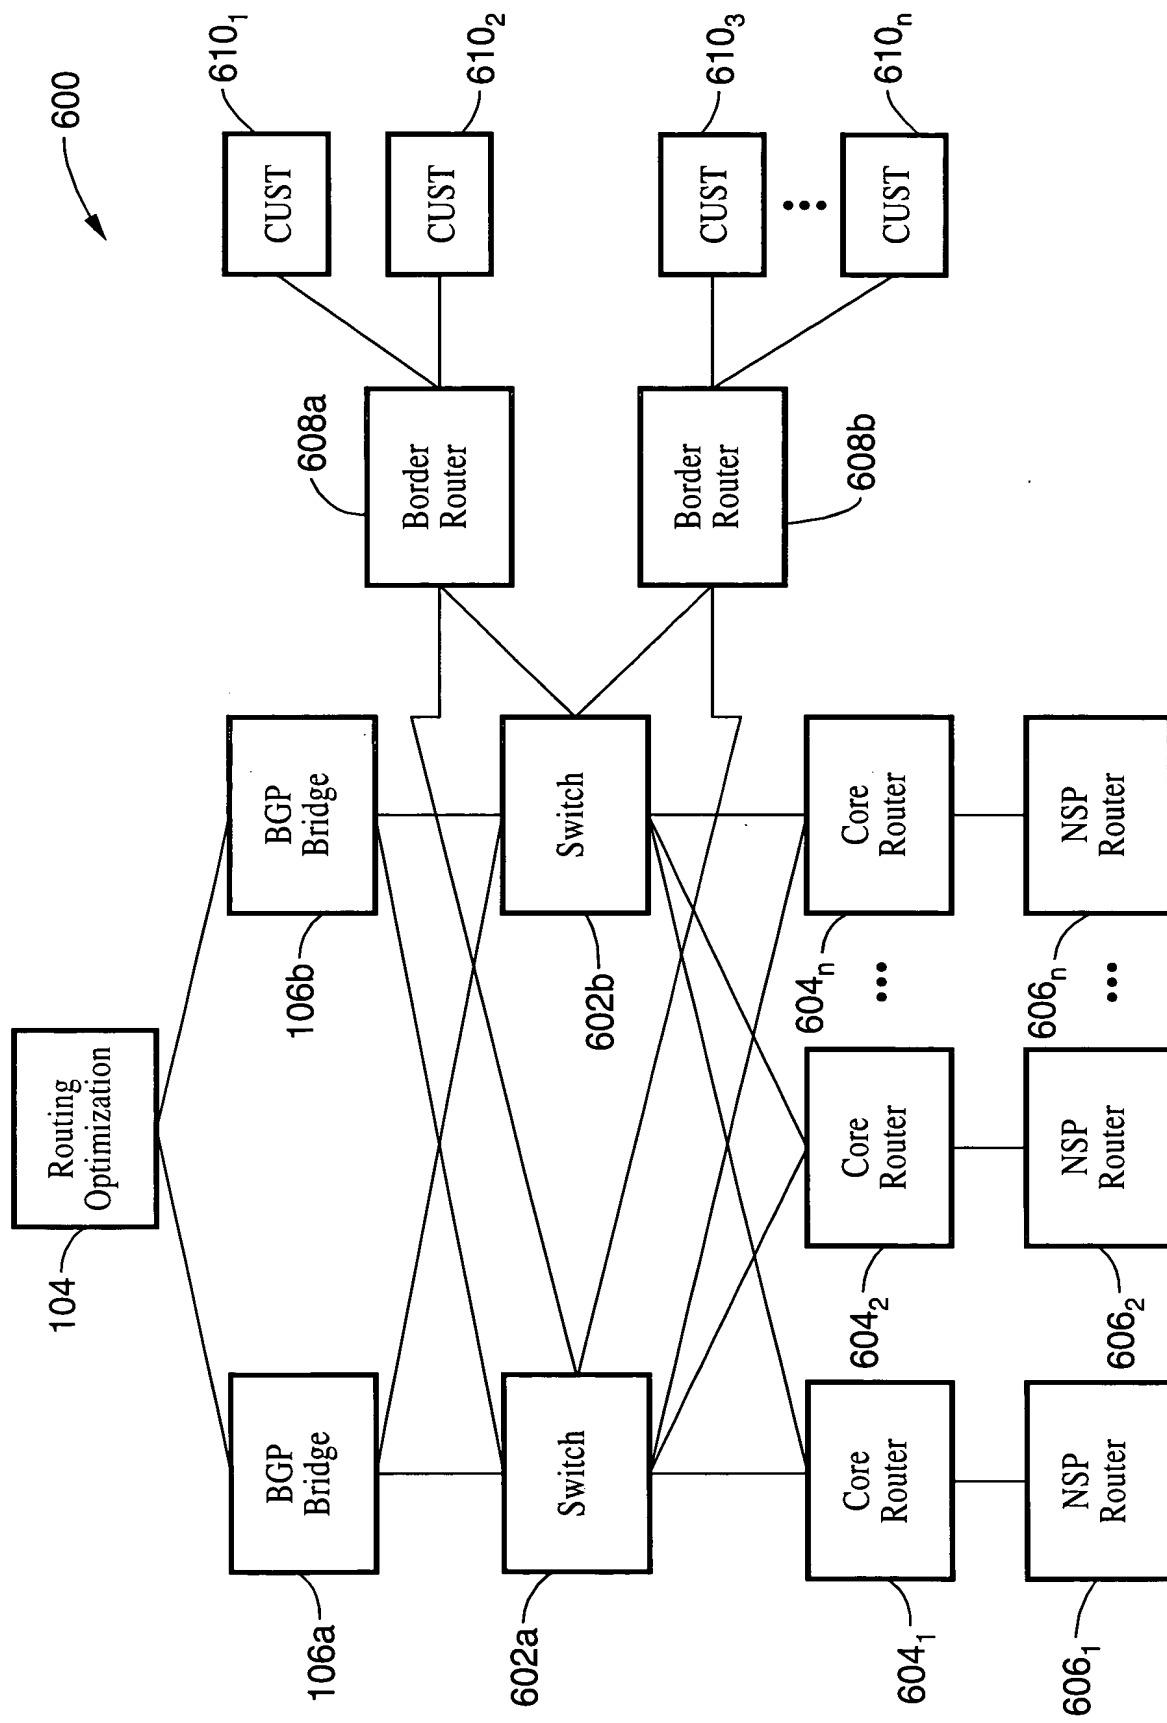 600
Routing
Optimization
104
BGP
Bridge
106a
BGP
Bridge
106b
Switch
602a
Switch
602b
Border
Router
608a
Border
Router
608b
CUST
610₁
CUST
610₂
CUST
610₃
•••
CUST
610ₙ
Core
Router
604₁
Core
Router
604₂
•••
Core
Router
604ₙ
NSP
Router
606₁
NSP
Router
606₂
•••
NSP
Router
606ₙ